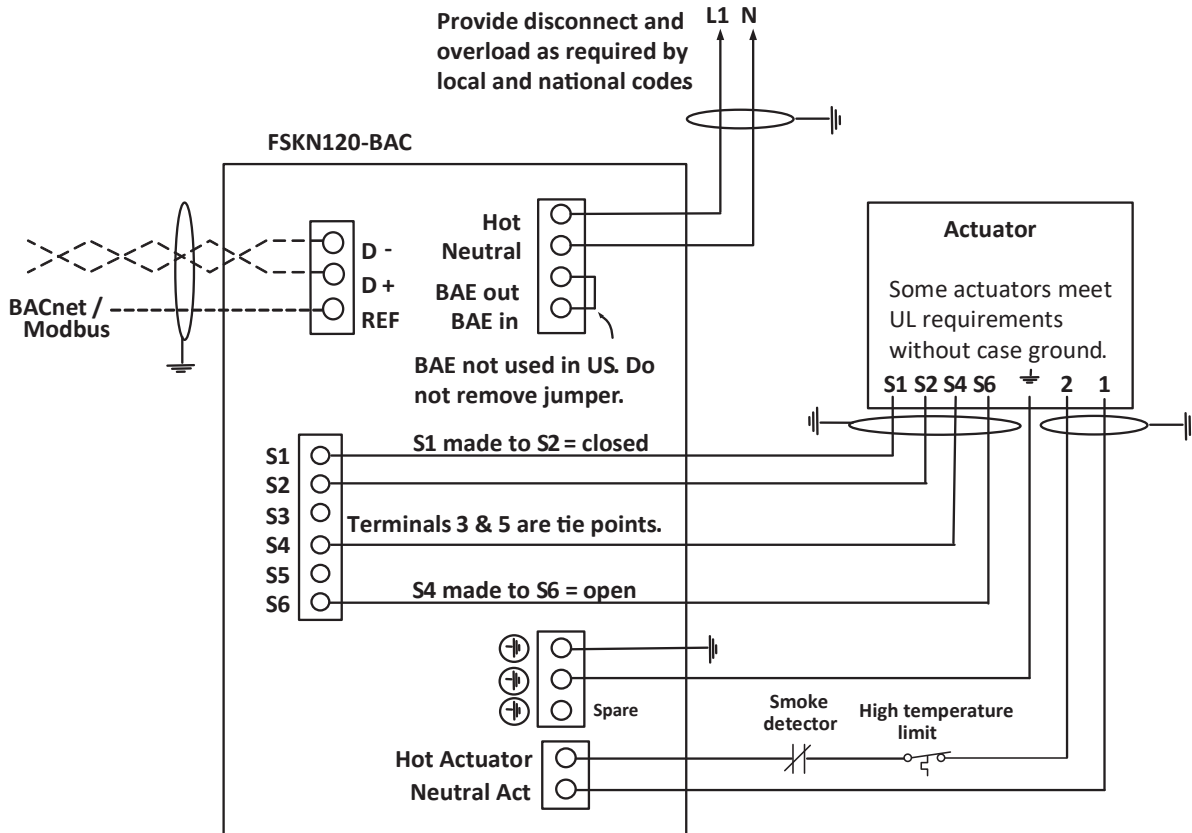 Provide disconnect and
overload as required by
local and national codes
L1 N
FSKN120-BAC
D -
D +
REF
BACnet /
Modbus
Hot
Neutral
BAE out
BAE in
BAE not used in US. Do
not remove jumper.
Actuator
Some actuators meet
UL requirements
without case ground.
S1 S2 S4 S6 2 1
S1
S2
S3
S4
S5
S6
S1 made to S2 = closed
Terminals 3 & 5 are tie points.
S4 made to S6 = open
Spare
Smoke
detector
High temperature
limit
Hot Actuator
Neutral Act